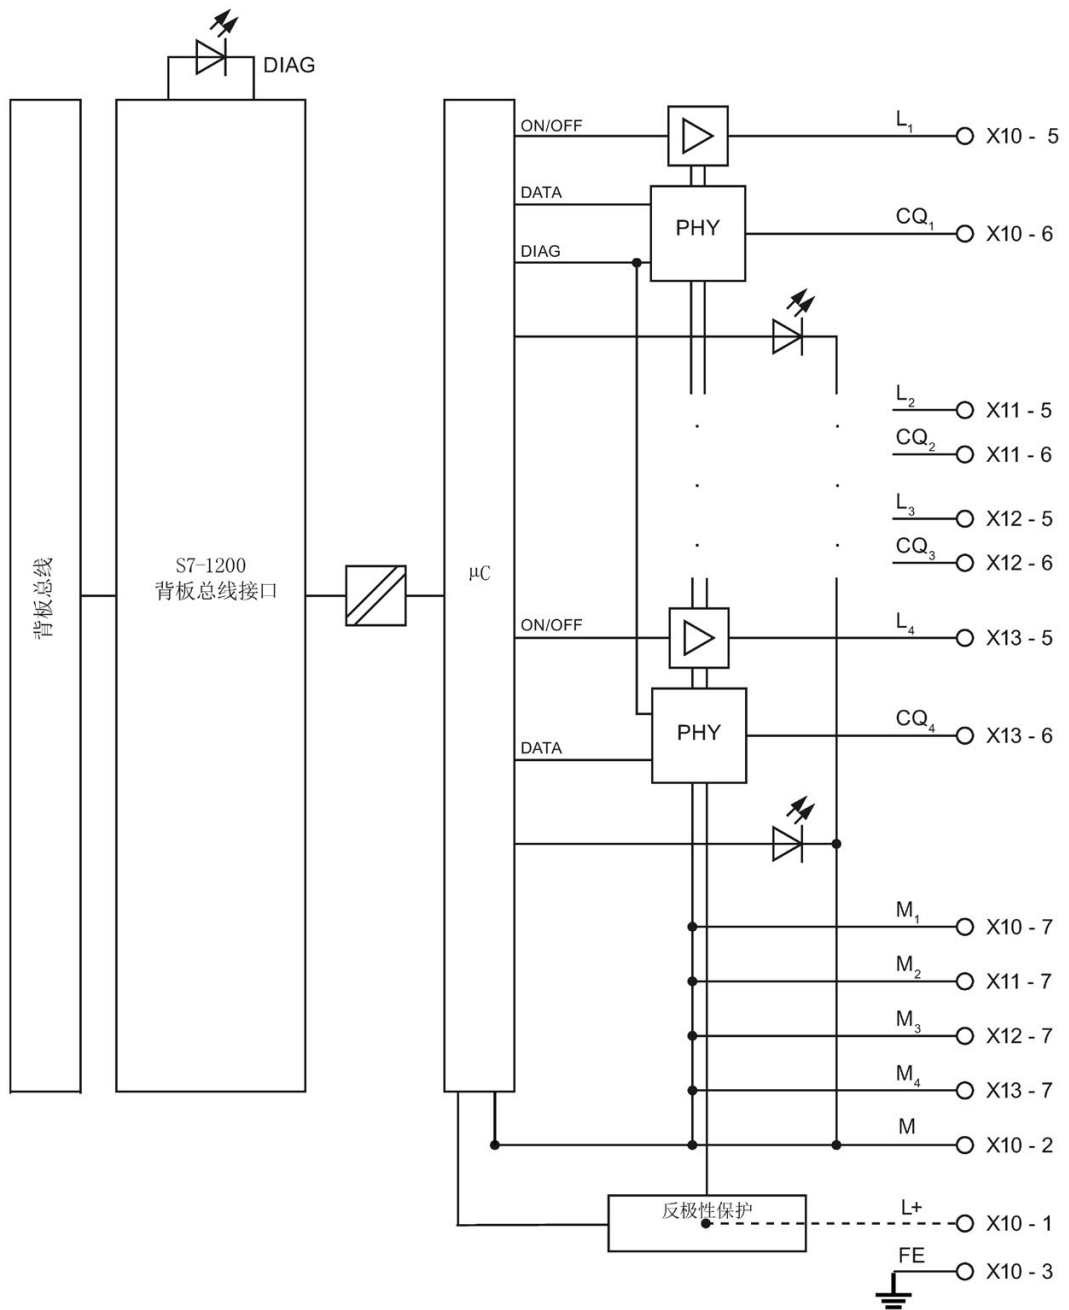 DIAG
ON/OFF
L1
X10 - 5
DATA
PHY
CQ1
X10 - 6
DIAG
L2
X11 - 5
CQ2
X11 - 6
L3
X12 - 5
CQ3
X12 - 6
背板总线
S7-1200
背板总线接口
μC
ON/OFF
L4
X13 - 5
PHY
CQ4
X13 - 6
DATA
M1
X10 - 7
M2
X11 - 7
M3
X12 - 7
M4
X13 - 7
M
X10 - 2
反极性保护
L+
X10 - 1
FE
X10 - 3